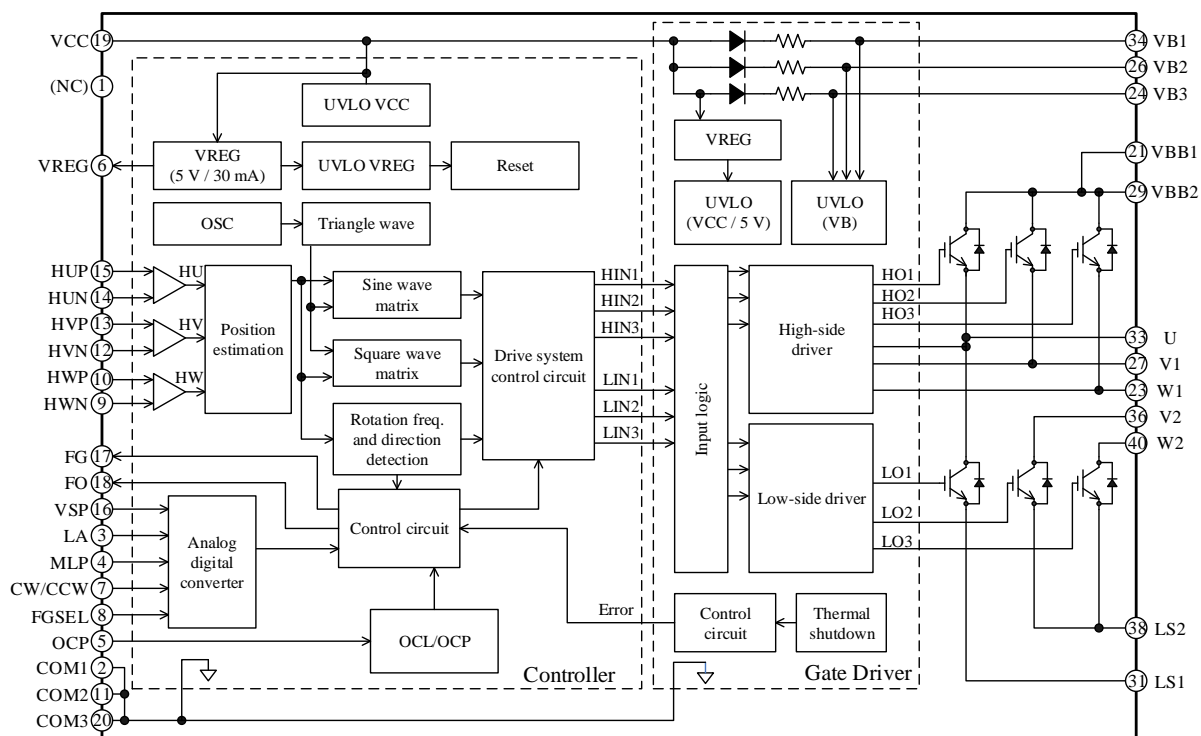 VCC 19
34 VB1
(NC) 1
26 VB2
24 VB3
UVLO VCC
VREG
VREG 6
VREG
(5 V / 30 mA)
UVLO VREG
Reset
21 VBB1
29 VBB2
UVLO
(VCC / 5 V)
UVLO
(VB)
OSC
Triangle wave
HUP 15
HU
HUN 14
HVP 13
HV
HVN 12
HWP 10
HW
HWN 9
Position
estimation
Sine wave
matrix
Square wave
matrix
Rotation freq.
and direction
detection
Drive system
control circuit
HIN1
HIN2
HIN3
LIN1
LIN2
LIN3
Input logic
High-side
driver
HO1
HO2
HO3
33 U
27 V1
23 W1
36 V2
40 W2
Low-side driver
LO1
LO2
LO3
FG 17
FO 18
VSP 16
LA 3
MLP 4
CW/CCW 7
FGSEL 8
OCP 5
COM1 2
COM2 11
COM3 20
Analog
digital
converter
Control circuit
OCL/OCP
Error
Control
circuit
Thermal
shutdown
38 LS2
31 LS1
Controller
Gate Driver